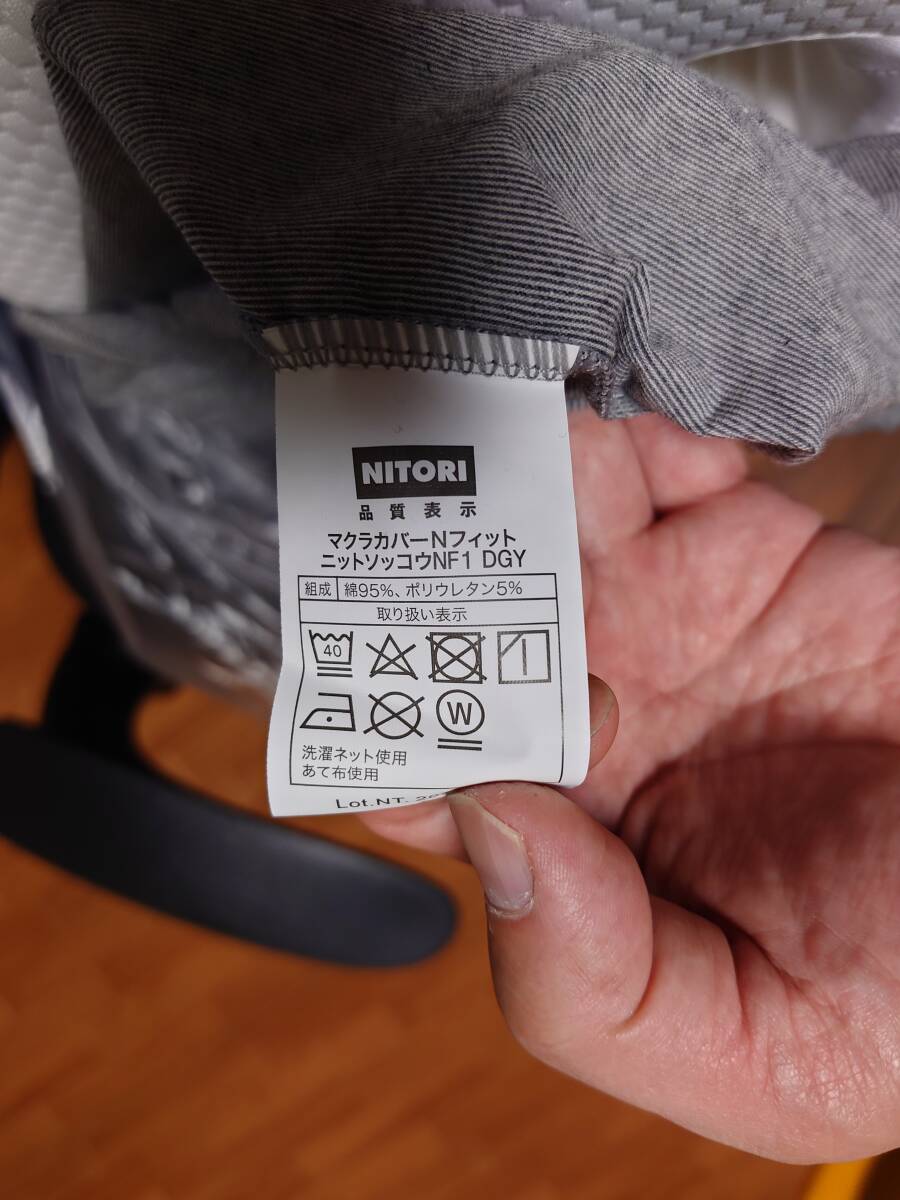 NITORI
品質表示
マクラカバーNフィット
ニットソッコウNF1 DGY
組成 綿95%、ポリウレタン5%
取り扱い表示
40
W
洗濯ネット使用
あて布使用
Lot.NT.